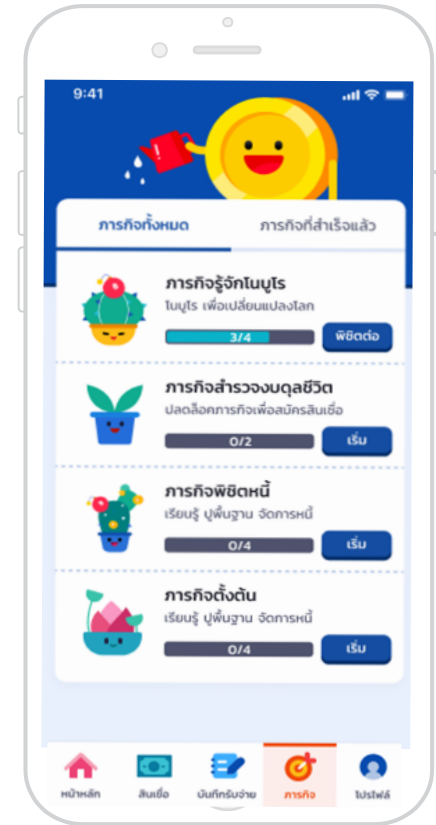 9:41
ภารกิจทั้งหมด
ภารกิจที่สำเร็จแล้ว
ภารกิจรู้จักโนบูโร
โนบูโร เพื่อเปลี่ยนแปลงโลก
3/4
พิชิตต่อ
ภารกิจสำรวจงบดุลชีวิต
ปลดล็อคภารกิจเพื่อสมัครสินเชื่อ
0/2
เริ่ม
ภารกิจพิชิตหนี้
เรียนรู้ ปูพื้นฐาน จัดการหนี้
0/4
เริ่ม
ภารกิจตั้งต้น
เรียนรู้ ปูพื้นฐาน จัดการหนี้
0/4
เริ่ม
หน้าหลัก
สินเชื่อ
บันทึกรับจ่าย
ภารกิจ
โปรไฟล์